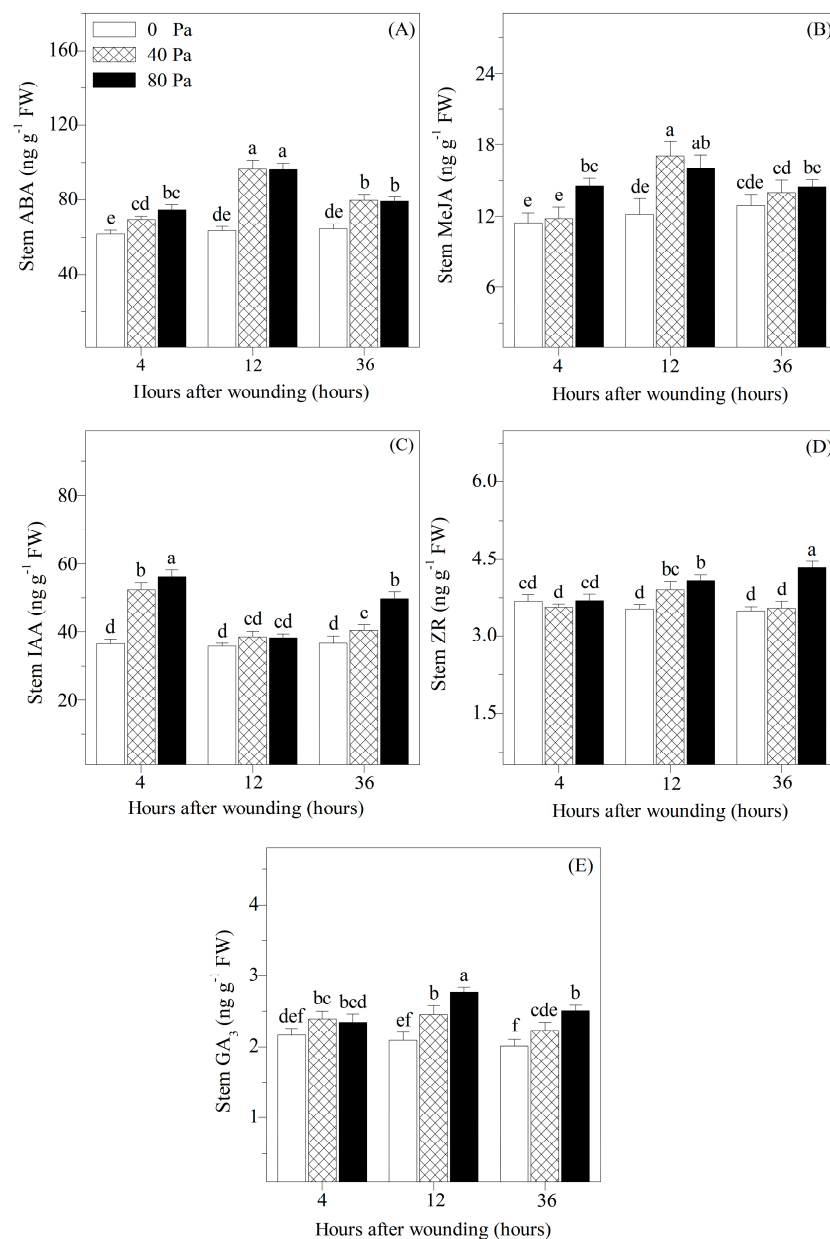 (A)
0 Pa
40 Pa
80 Pa
160
120
80
40
Stem ABA (ng g⁻¹ FW)
e cd bc de a a de b b
4 12 36
Hours after wounding (hours)
(B)
24
18
12
6
Stem MeJA (ng g⁻¹ FW)
e e bc de a ab cde cd bc
4 12 36
Hours after wounding (hours)
(C)
80
60
40
20
Stem IAA (ng g⁻¹ FW)
d b a d cd cd d c b
4 12 36
Hours after wounding (hours)
(D)
6.0
4.5
3.0
1.5
Stem ZR (ng g⁻¹ FW)
cd d cd d bc b d d a
4 12 36
Hours after wounding (hours)
(E)
4
3
2
1
Stem GA₃ (ng g⁻¹ FW)
def bc bcd ef b a f cde b
4 12 36
Hours after wounding (hours)